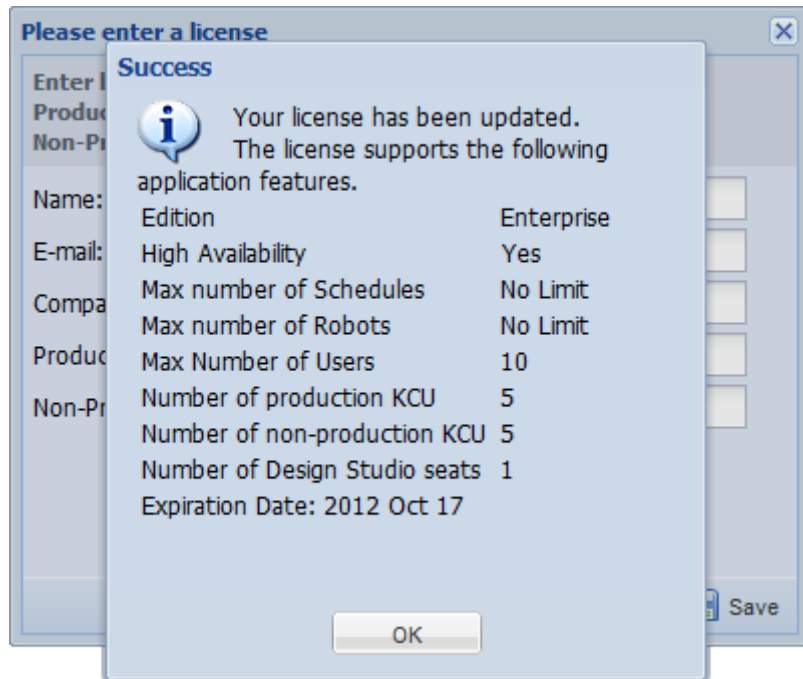 Please enter a license
Success
Enter
Non-
Your license has been updated.
The license supports the following
application features.
Name:
E-mail:
Edition Enterprise
High Availability Yes
Max number of Schedules No Limit
Max number of Robots No Limit
Max Number of Users 10
Number of production KCU 5
Number of non-production KCU 5
Number of Design Studio seats 1
Expiration Date: 2012 Oct 17
Save
OK